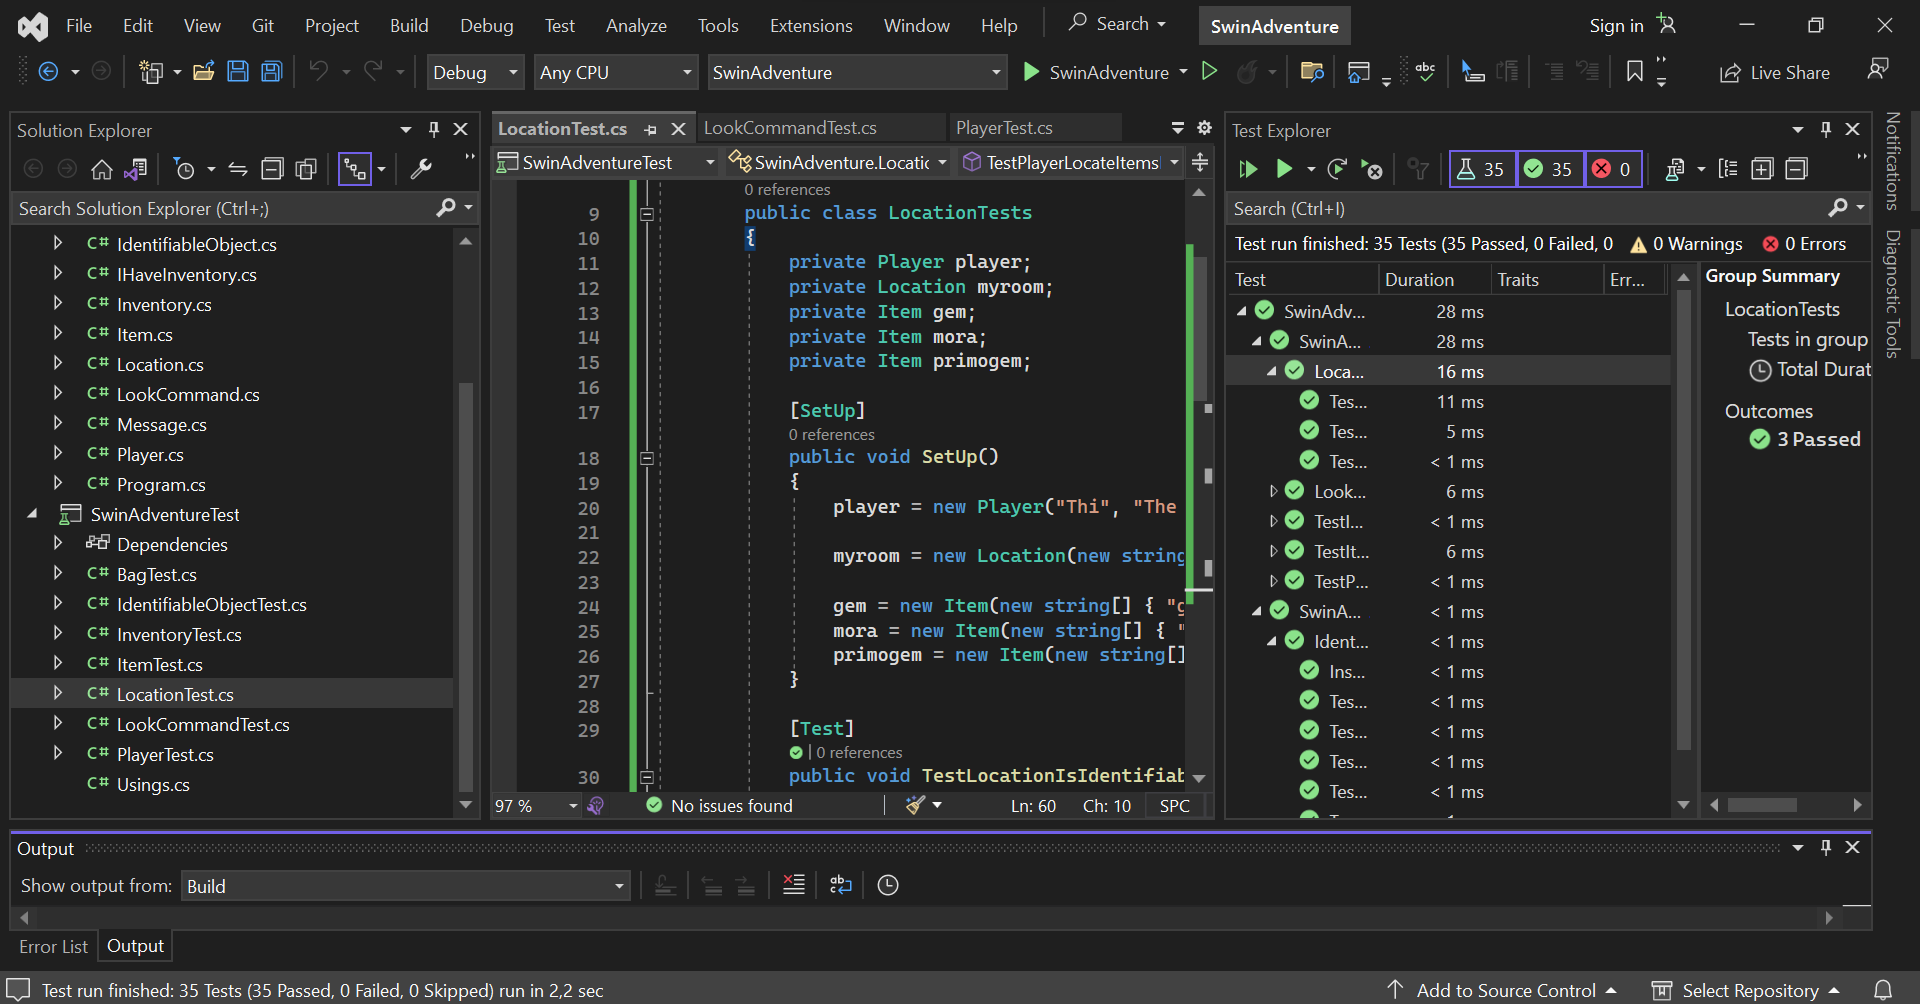 File Edit View Git Project Build Debug Test Analyze Tools Extensions Window Help Search SwinAdventure Sign in
Debug Any CPU SwinAdventure SwinAdventure Live Share
Solution Explorer
Search Solution Explorer (Ctrl+;)
C# IdentifiableObject.cs
C# IHaveInventory.cs
C# Inventory.cs
C# Item.cs
C# Location.cs
C# LookCommand.cs
C# Message.cs
C# Player.cs
C# Program.cs
SwinAdventureTest
Dependencies
C# BagTest.cs
C# IdentifiableObjectTest.cs
C# InventoryTest.cs
C# ItemTest.cs
C# LocationTest.cs
C# LookCommandTest.cs
C# PlayerTest.cs
C# Usings.cs
LocationTest.cs LookCommandTest.cs PlayerTest.cs
SwinAdventureTest SwinAdventure.Locatic TestPlayerLocateItems
0 references
9 public class LocationTests
10 {
11 private Player player;
12 private Location myroom;
13 private Item gem;
14 private Item mora;
15 private Item primogem;
16
17 [SetUp]
0 references
18 public void SetUp()
19 {
20 player = new Player("Thi", "The
21
22 myroom = new Location(new string
23
24 gem = new Item(new string[] { "g
25 mora = new Item(new string[] { "
26 primogem = new Item(new string[]
27 }
28
29 [Test]
| 0 references
30 public void TestLocationIsIdentifiab
97 % No issues found Ln: 60 Ch: 10 SPC
Test Explorer
35 35 0
Search (Ctrl+I)
Test run finished: 35 Tests (35 Passed, 0 Failed, 0 0 Warnings 0 Errors
Test Duration Traits Err...
SwinAdv... 28 ms
SwinA... 28 ms
Loca... 16 ms
Tes... 11 ms
Tes... 5 ms
Tes... < 1 ms
Look... 6 ms
TestI... < 1 ms
TestIt... 6 ms
TestP... < 1 ms
SwinA... < 1 ms
Ident... < 1 ms
Ins... < 1 ms
Tes... < 1 ms
Tes... < 1 ms
Tes... < 1 ms
Tes... < 1 ms
Group Summary
LocationTests
Tests in group
Total Durat
Outcomes
3 Passed
Notifications
Diagnostic Tools
Output
Show output from: Build
Error List Output
Test run finished: 35 Tests (35 Passed, 0 Failed, 0 Skipped) run in 2,2 sec Add to Source Control Select Repository